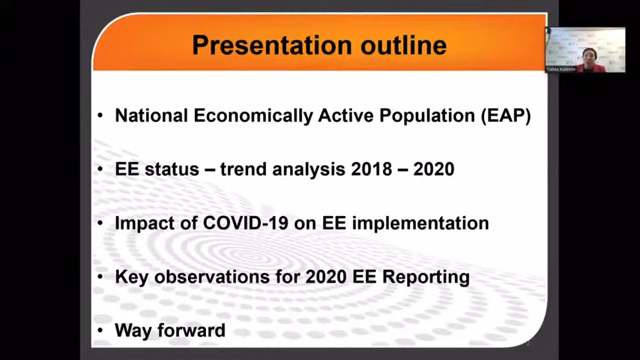 Presentation outline
• National Economically Active Population (EAP)
• EE status – trend analysis 2018 – 2020
• Impact of COVID-19 on EE implementation
• Key observations for 2020 EE Reporting
• Way forward